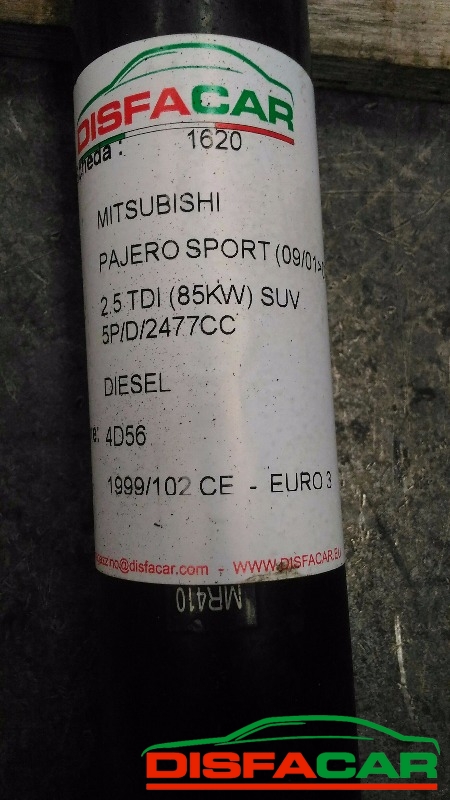 DISFACAR
1620
MITSUBISHI
PAJERO SPORT (09/01>
2.5 TDI (85KW) SUV
5P/D/2477CC
DIESEL
4D56
1999/102 CE - EURO 3
@disfacar.com - WWW.DISFACAR.
MR410
DISFACAR